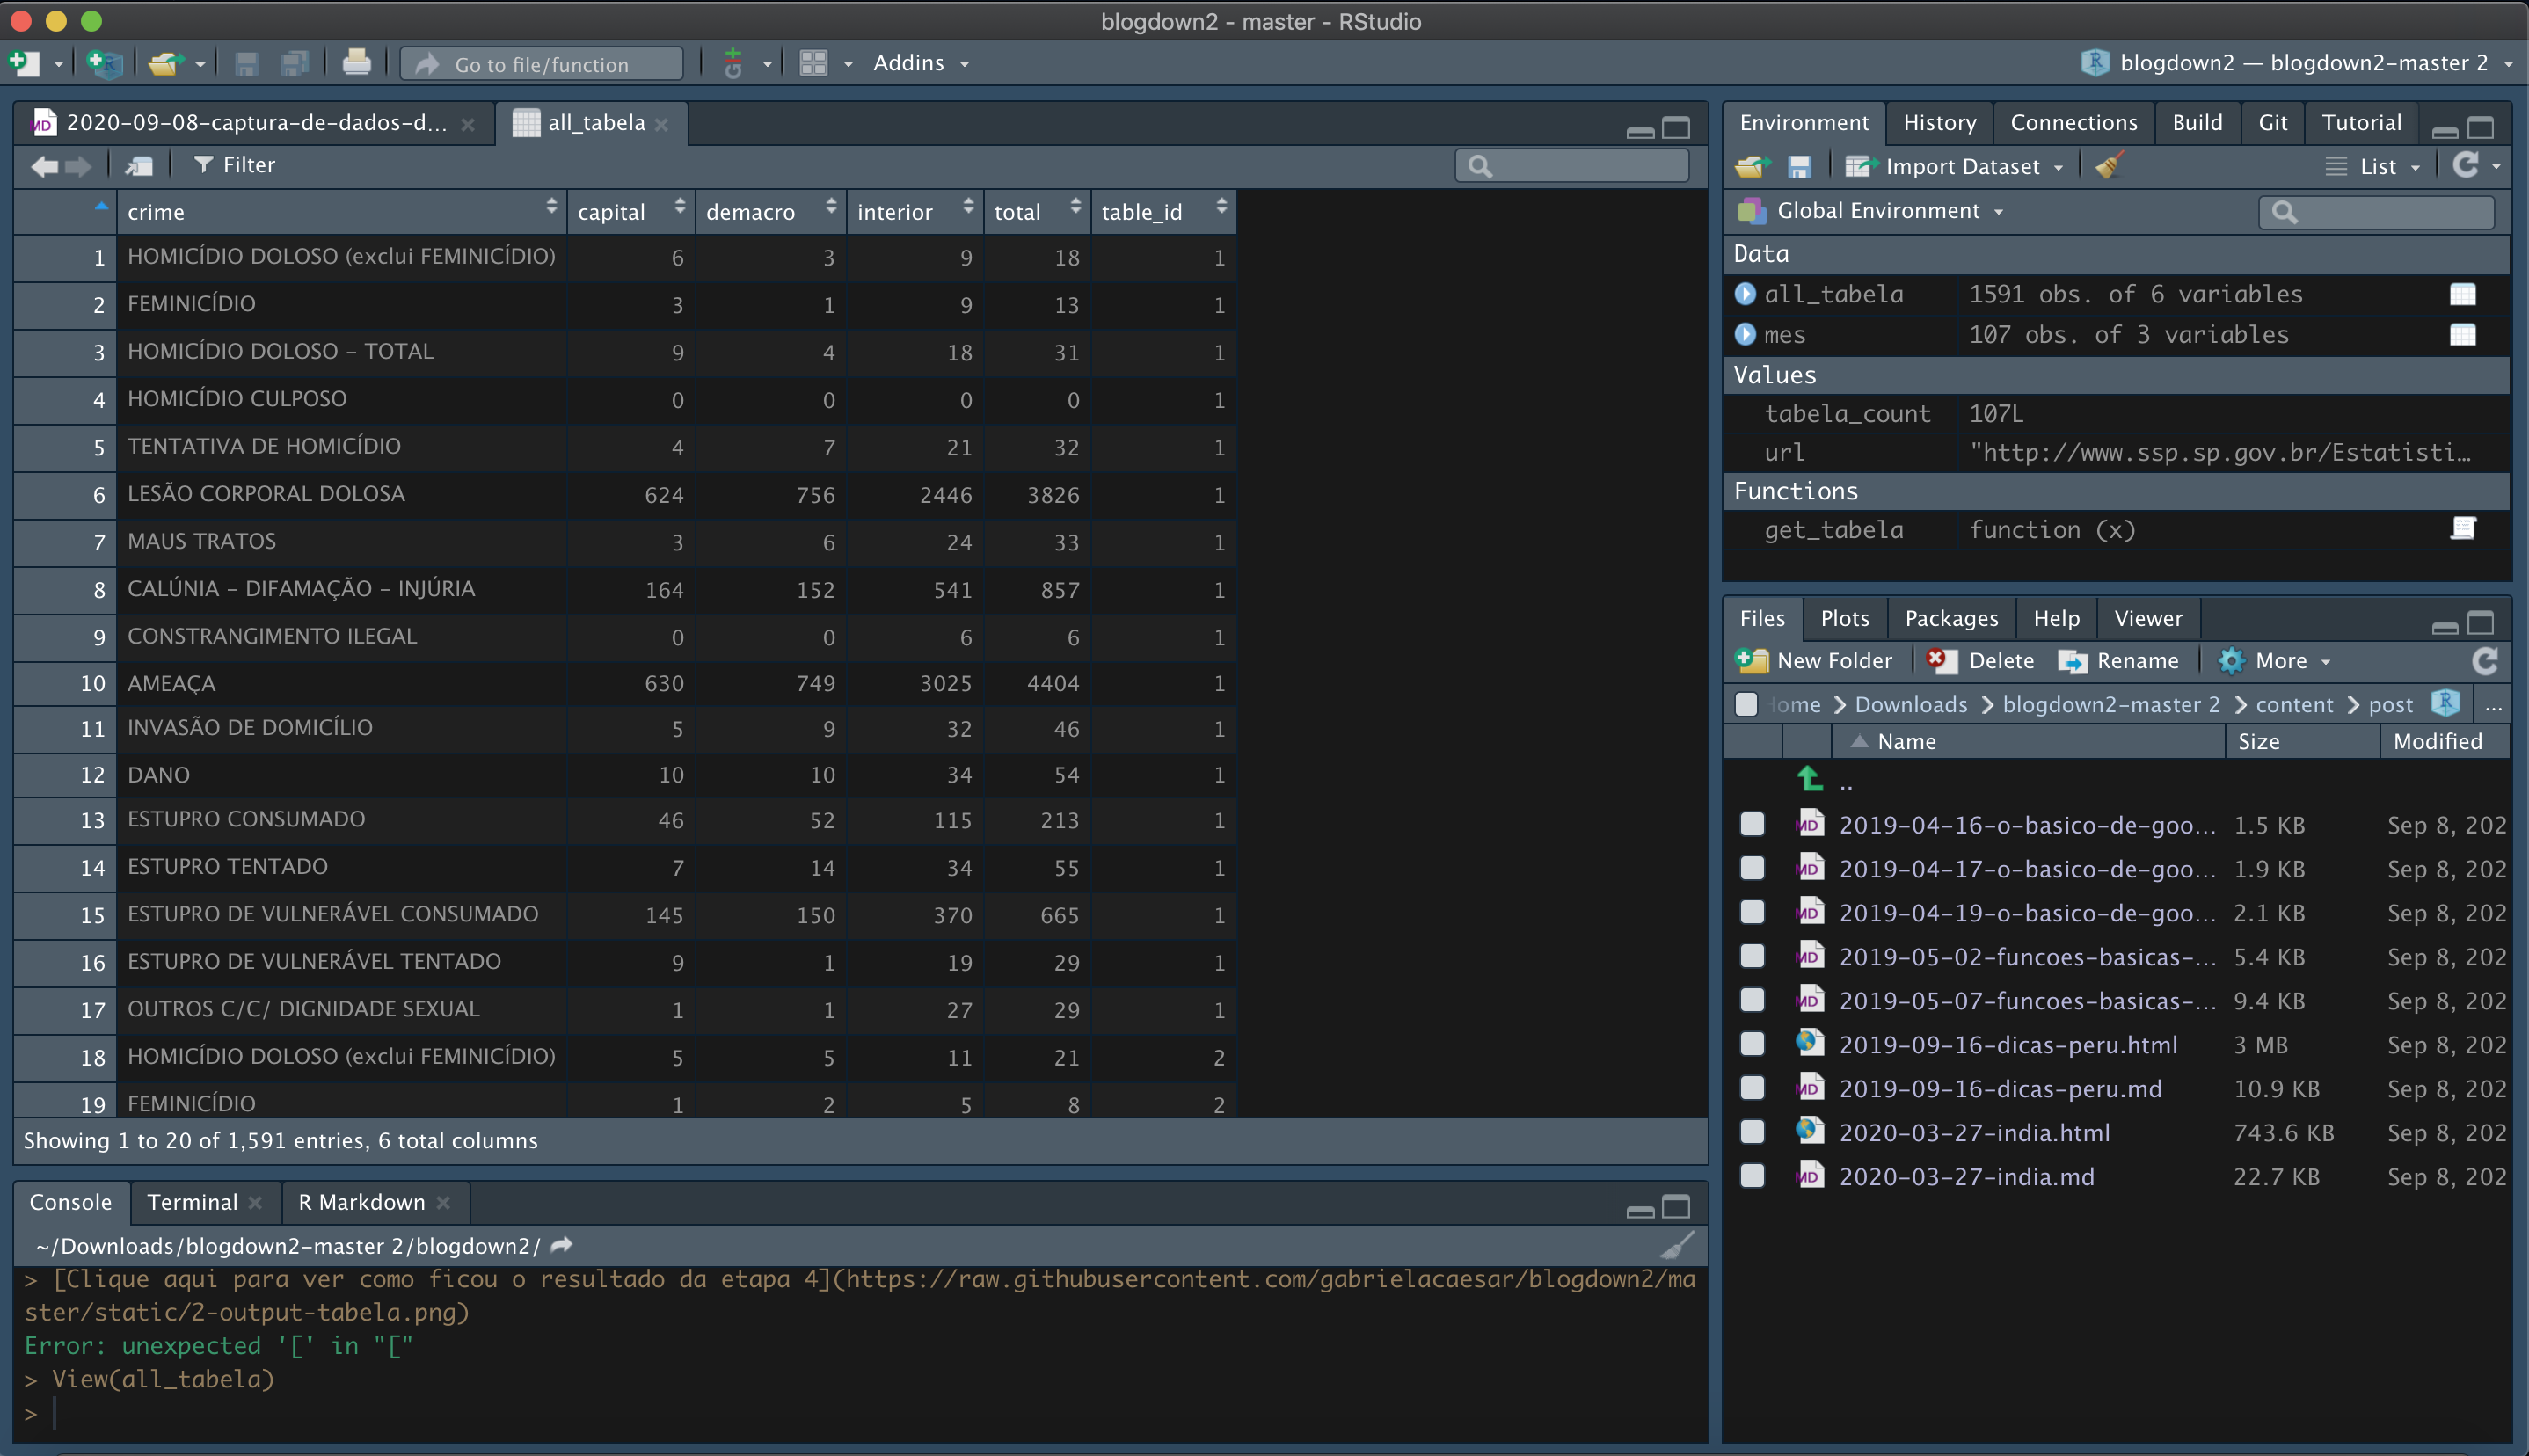 blogdown2 - master - RStudio
Go to file/function
Addins
blogdown2 — blogdown2-master 2
2020-09-08-captura-de-dados-d...
all_tabela
Filter
crime capital demacro interior total table_id
1 HOMICÍDIO DOLOSO (exclui FEMINICÍDIO) 6 3 9 18 1
2 FEMINICÍDIO 3 1 9 13 1
3 HOMICÍDIO DOLOSO - TOTAL 9 4 18 31 1
4 HOMICÍDIO CULPOSO 0 0 0 0 1
5 TENTATIVA DE HOMICÍDIO 4 7 21 32 1
6 LESÃO CORPORAL DOLOSA 624 756 2446 3826 1
7 MAUS TRATOS 3 6 24 33 1
8 CALÚNIA - DIFAMAÇÃO - INJÚRIA 164 152 541 857 1
9 CONSTRANGIMENTO ILEGAL 0 0 6 6 1
10 AMEAÇA 630 749 3025 4404 1
11 INVASÃO DE DOMICÍLIO 5 9 32 46 1
12 DANO 10 10 34 54 1
13 ESTUPRO CONSUMADO 46 52 115 213 1
14 ESTUPRO TENTADO 7 14 34 55 1
15 ESTUPRO DE VULNERÁVEL CONSUMADO 145 150 370 665 1
16 ESTUPRO DE VULNERÁVEL TENTADO 9 1 19 29 1
17 OUTROS C/C/ DIGNIDADE SEXUAL 1 1 27 29 1
18 HOMICÍDIO DOLOSO (exclui FEMINICÍDIO) 5 5 11 21 2
19 FEMINICÍDIO 1 2 5 8 2
Showing 1 to 20 of 1,591 entries, 6 total columns
Console Terminal R Markdown
~/Downloads/blogdown2-master 2/blogdown2/
> [Clique aqui para ver como ficou o resultado da etapa 4](https://raw.githubusercontent.com/gabrielacaesar/blogdown2/ma
ster/static/2-output-tabela.png)
Error: unexpected '[' in "["
> View(all_tabela)
>
Environment History Connections Build Git Tutorial
Import Dataset List
Global Environment
Data
all_tabela 1591 obs. of 6 variables
mes 107 obs. of 3 variables
Values
tabela_count 107L
url "http://www.ssp.sp.gov.br/Estatisti…
Functions
get_tabela function (x)
Files Plots Packages Help Viewer
New Folder Delete Rename More
ome Downloads blogdown2-master 2 content post ...
Name Size Modified
..
2019-04-16-o-basico-de-goo... 1.5 KB Sep 8, 202
2019-04-17-o-basico-de-goo... 1.9 KB Sep 8, 202
2019-04-19-o-basico-de-goo... 2.1 KB Sep 8, 202
2019-05-02-funcoes-basicas-... 5.4 KB Sep 8, 202
2019-05-07-funcoes-basicas-... 9.4 KB Sep 8, 202
2019-09-16-dicas-peru.html 3 MB Sep 8, 202
2019-09-16-dicas-peru.md 10.9 KB Sep 8, 202
2020-03-27-india.html 743.6 KB Sep 8, 202
2020-03-27-india.md 22.7 KB Sep 8, 202